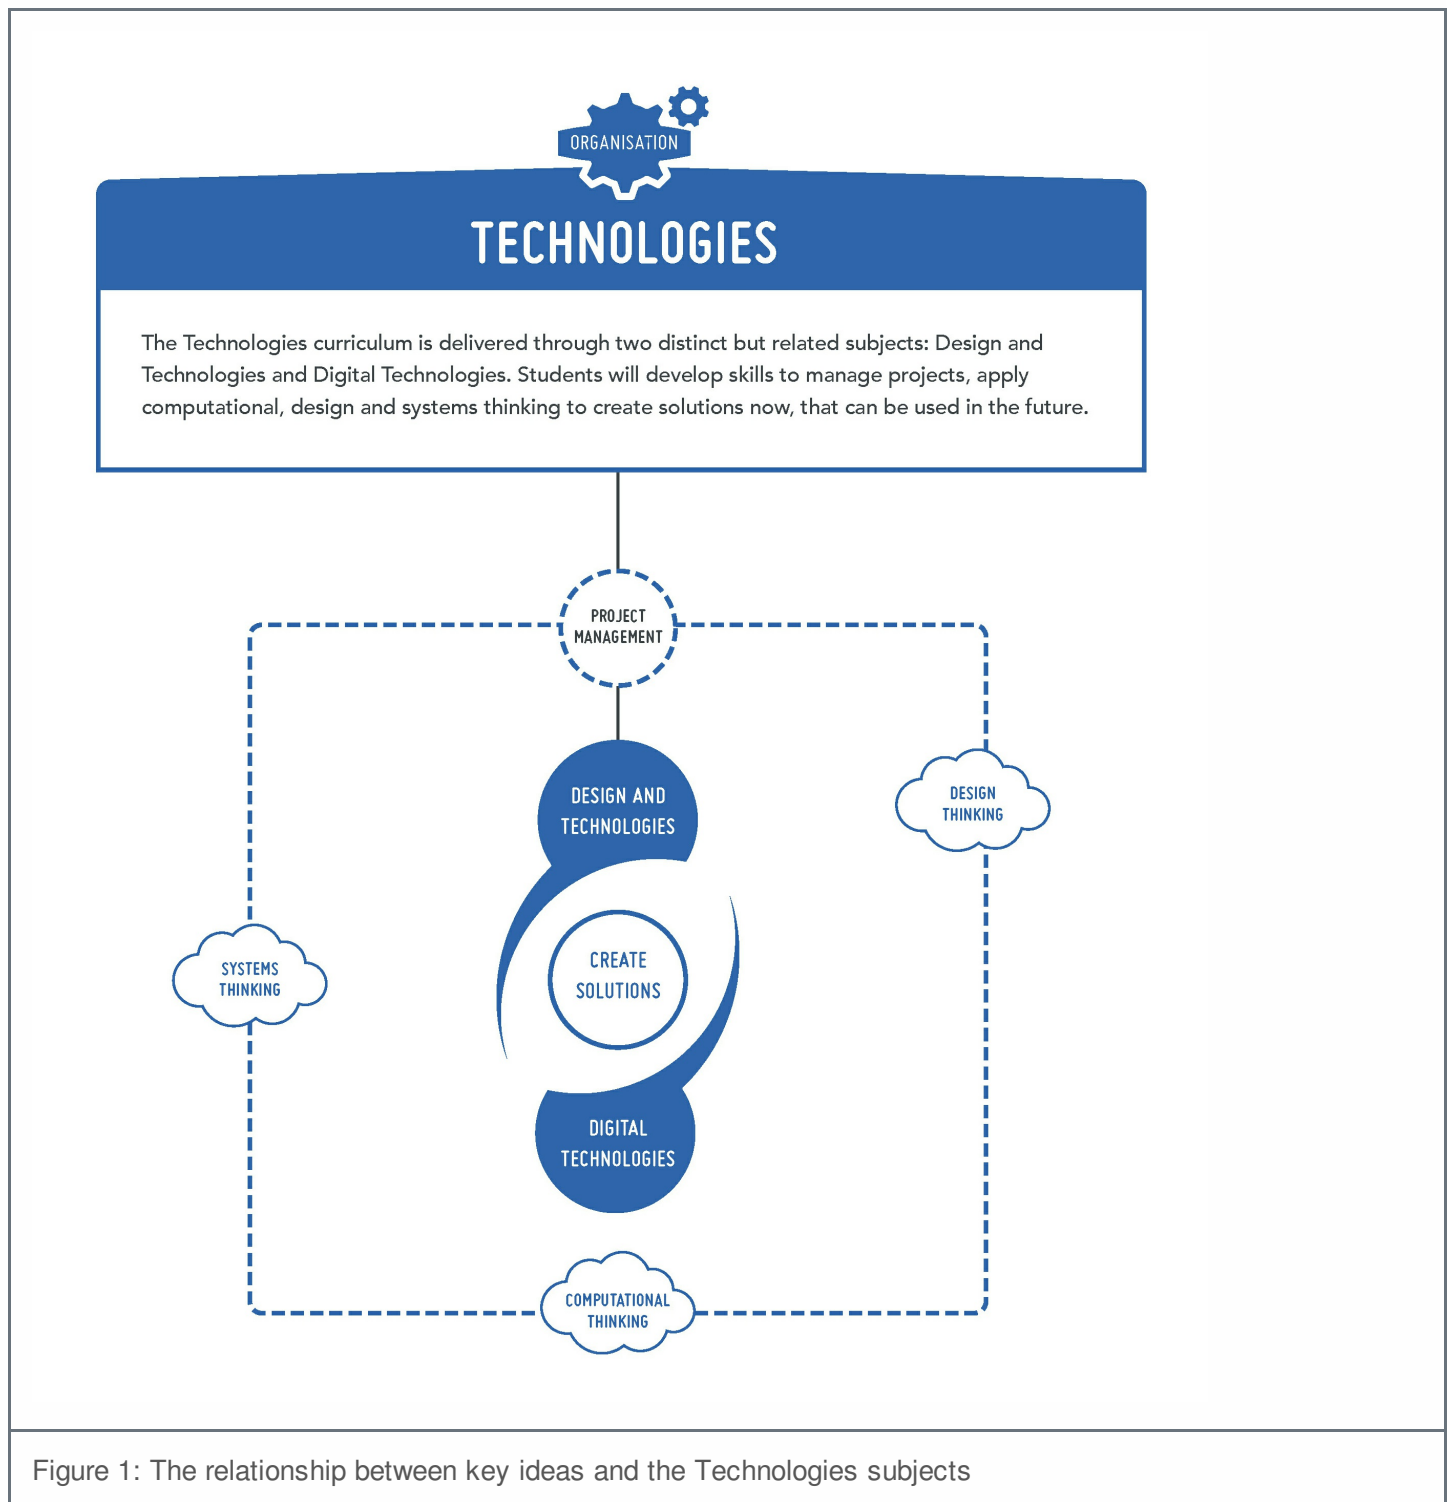 ORGANISATION
TECHNOLOGIES
The Technologies curriculum is delivered through two distinct but related subjects: Design and
Technologies and Digital Technologies. Students will develop skills to manage projects, apply
computational, design and systems thinking to create solutions now, that can be used in the future.
PROJECT
MANAGEMENT
DESIGN AND
TECHNOLOGIES
DESIGN
THINKING
CREATE
SOLUTIONS
SYSTEMS
THINKING
DIGITAL
TECHNOLOGIES
COMPUTATIONAL
THINKING
Figure 1: The relationship between key ideas and the Technologies subjects